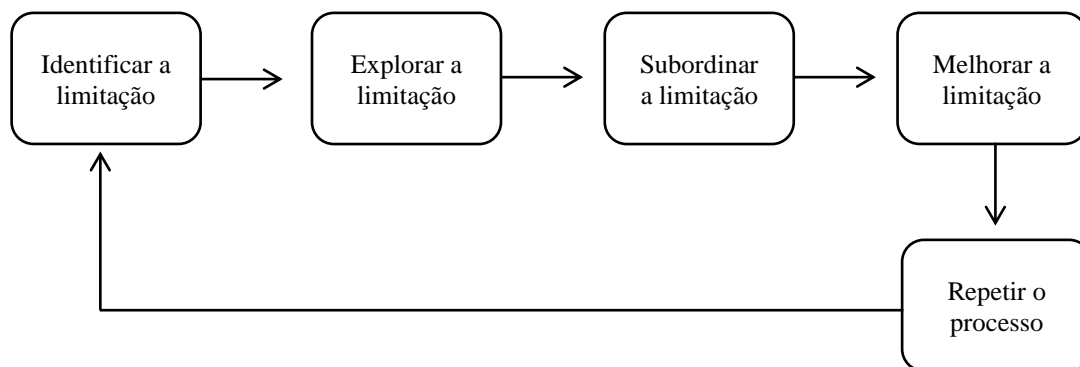 Identificar a
limitação
Explorar a
limitação
Subordinar
a limitação
Melhorar a
limitação
Repetir o
processo